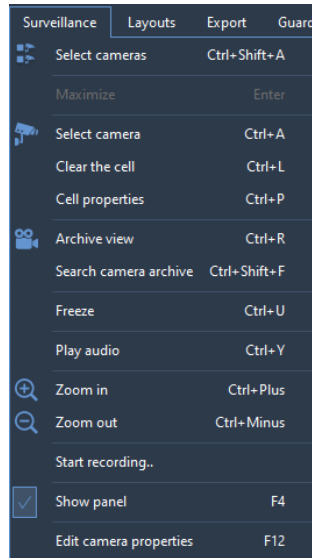 Surveillance Layouts Export Guard
Select cameras Ctrl+Shift+A
Maximize Enter
Select camera Ctrl+A
Clear the cell Ctrl+L
Cell properties Ctrl+P
Archive view Ctrl+R
Search camera archive Ctrl+Shift+F
Freeze Ctrl+U
Play audio Ctrl+Y
Zoom in Ctrl+Plus
Zoom out Ctrl+Minus
Start recording..
Show panel F4
Edit camera properties F12